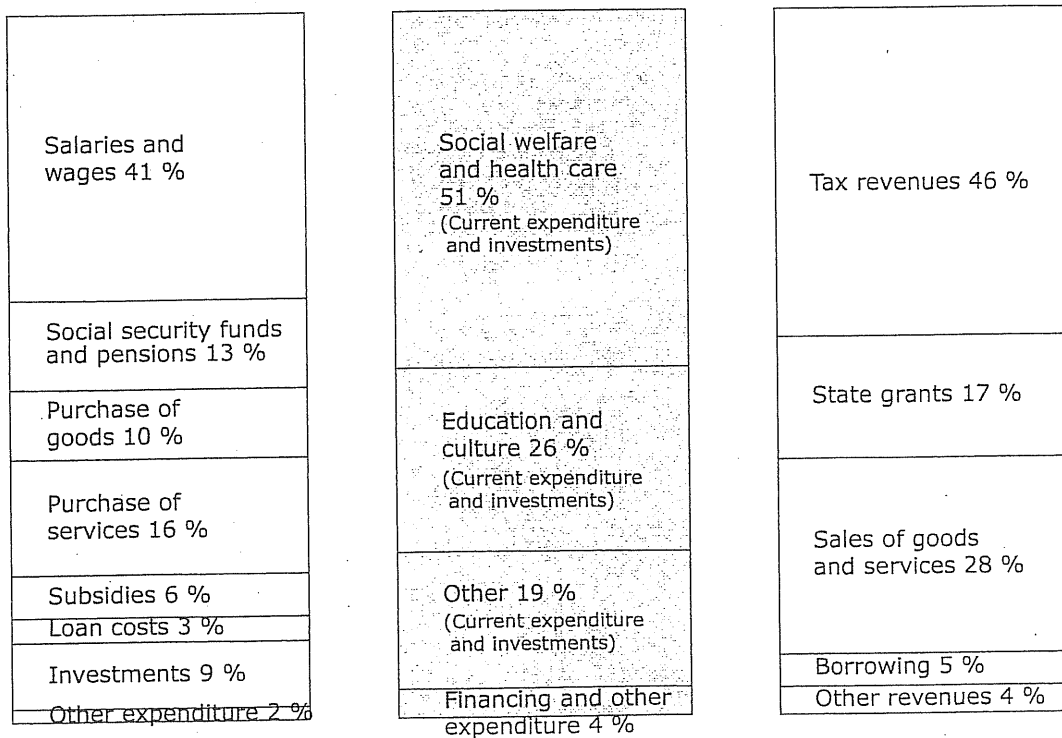 Salaries and
wages 41 %
Social security funds
and pensions 13 %
Purchase of
goods 10 %
Purchase of
services 16 %
Subsidies 6 %
Loan costs 3 %
Investments 9 %
Other expenditure 2 %
Social welfare
and health care
51 %
(Current expenditure
and investments)
Education and
culture 26 %
(Current expenditure
and investments)
Other 19 %
(Current expenditure
and investments)
Financing and other
expenditure 4 %
Tax revenues 46 %
State grants 17 %
Sales of goods
and services 28 %
Borrowing 5 %
Other revenues 4 %